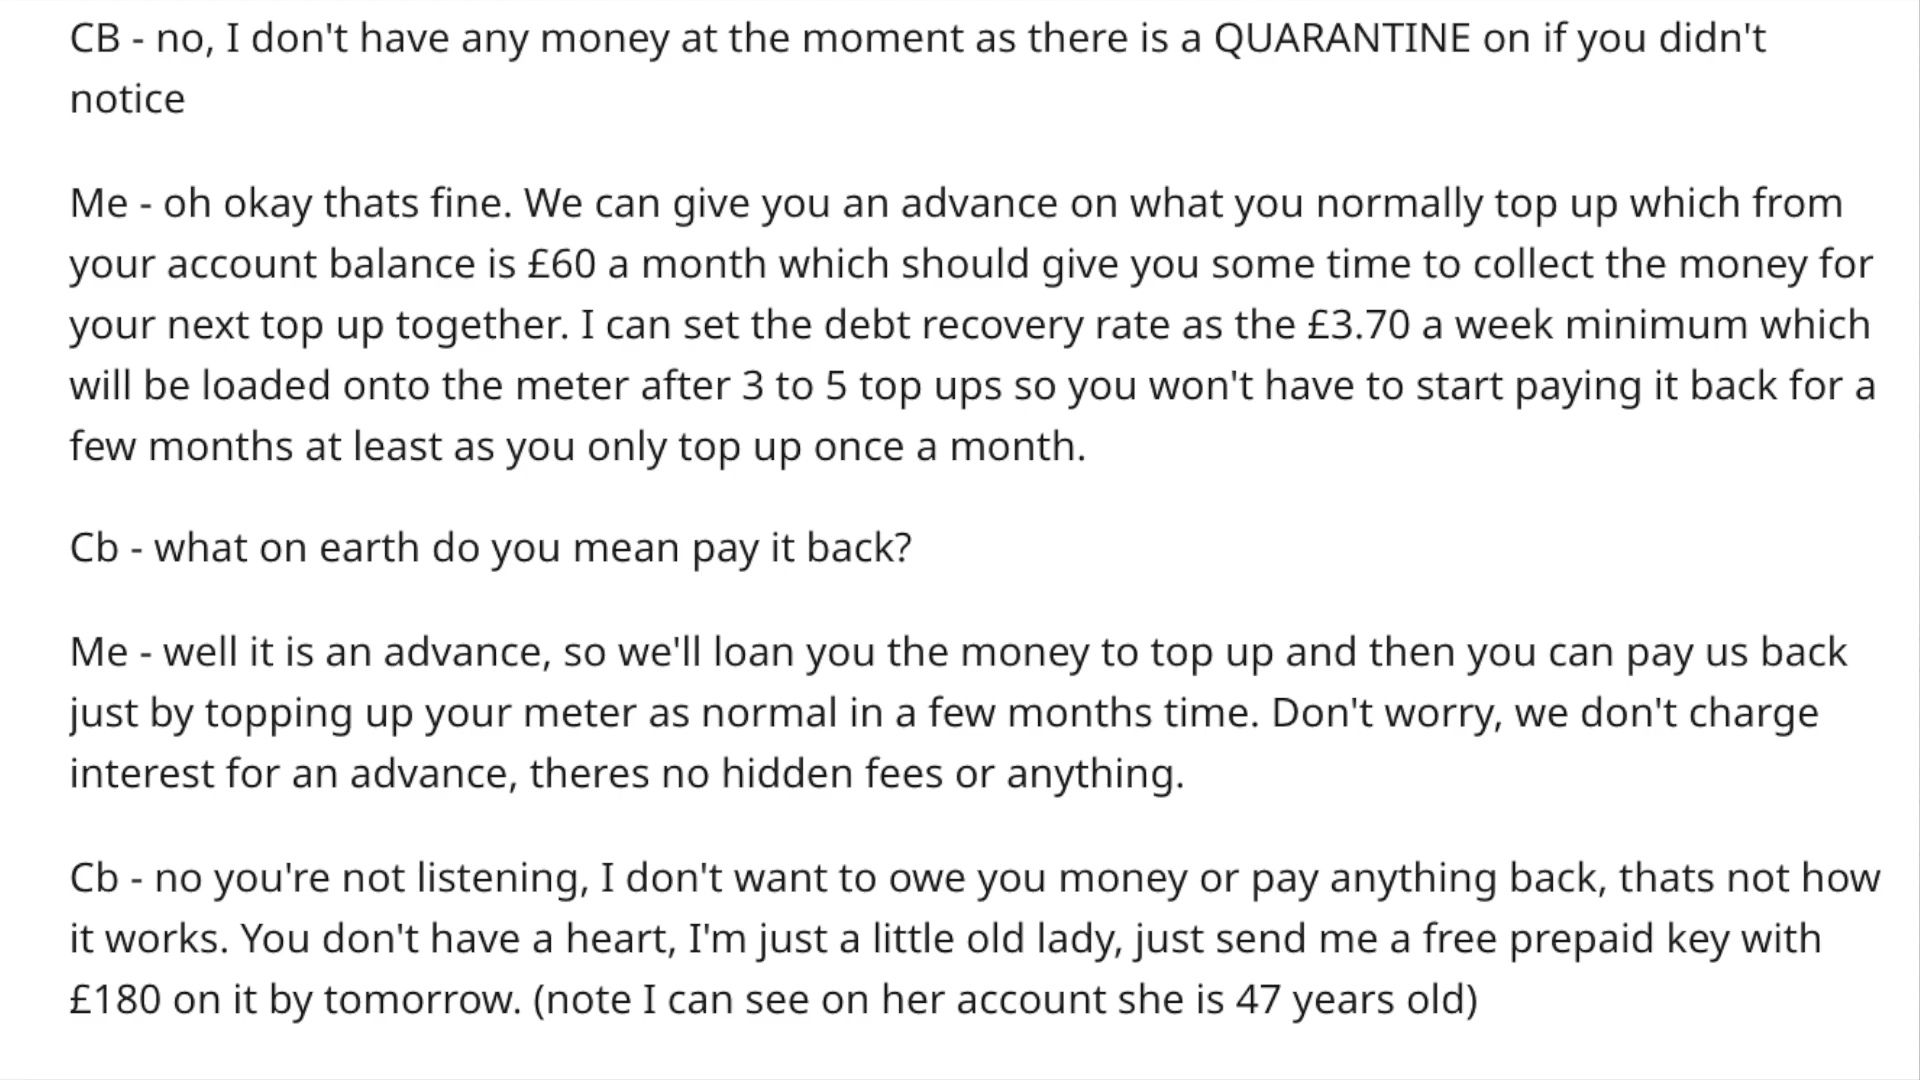 CB - no, I don't have any money at the moment as there is a QUARANTINE on if you didn't
notice
Me - oh okay thats fine. We can give you an advance on what you normally top up which from
your account balance is £60 a month which should give you some time to collect the money for
your next top up together. I can set the debt recovery rate as the £3.70 a week minimum which
will be loaded onto the meter after 3 to 5 top ups so you won't have to start paying it back for a
few months at least as you only top up once a month.
Cb - what on earth do you mean pay it back?
Me - well it is an advance, so we'll loan you the money to top up and then you can pay us back
just by topping up your meter as normal in a few months time. Don't worry, we don't charge
interest for an advance, theres no hidden fees or anything.
Cb - no you're not listening, I don't want to owe you money or pay anything back, thats not how
it works. You don't have a heart, I'm just a little old lady, just send me a free prepaid key with
£180 on it by tomorrow. (note I can see on her account she is 47 years old)